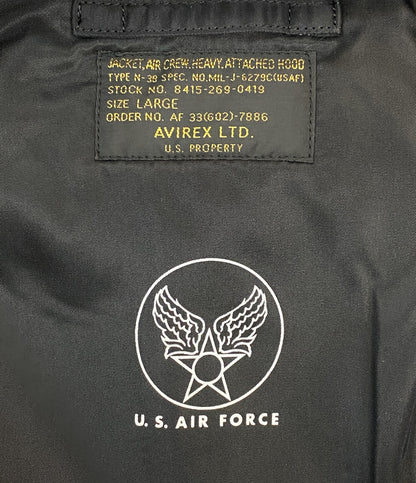 JACKET, AIR CREW, HEAVY, ATTACHED HOOD
TYPE N-3B SPEC. NO. MIL-J-6279C(USAF)
STOCK NO. 8415-269-0419
SIZE LARGE
ORDER NO. AF 33(602)-7886
AVIREX LTD.
U.S. PROPERTY
U.S. AIR FORCE